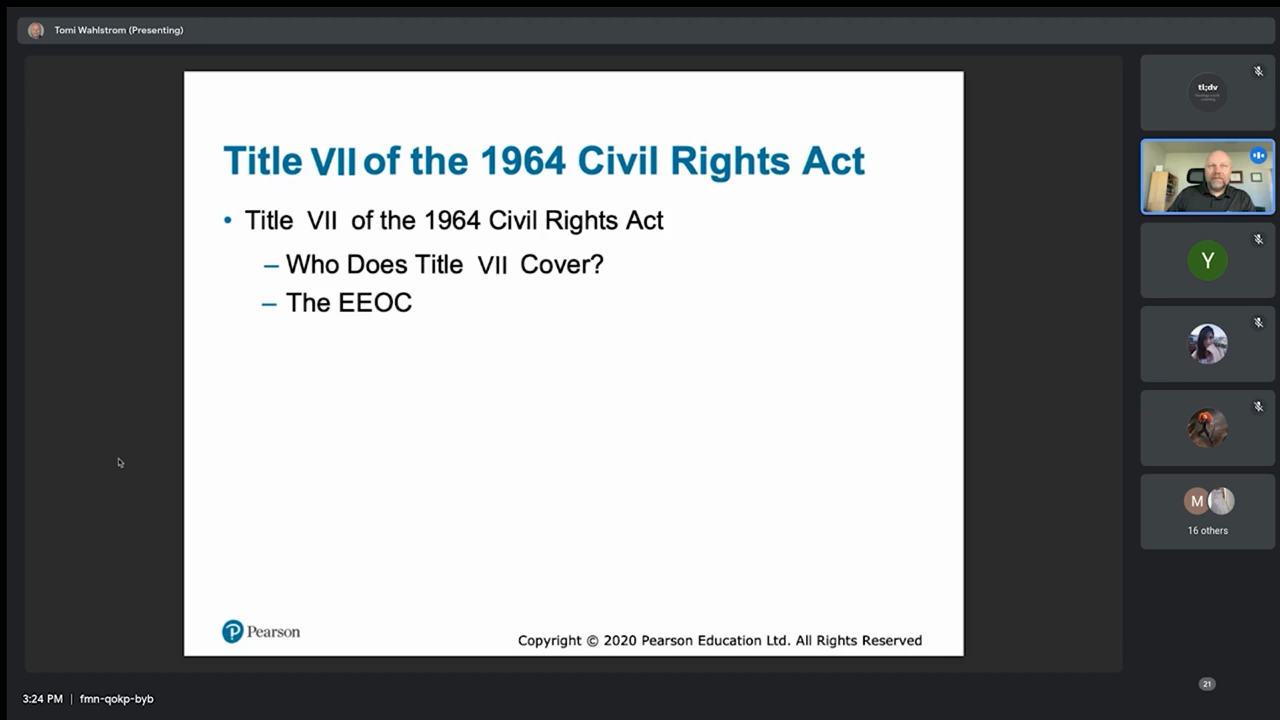 Tomi Wahlstrom (Presenting)
Title VII of the 1964 Civil Rights Act
• Title VII of the 1964 Civil Rights Act
– Who Does Title VII Cover?
– The EEOC
Pearson
Copyright © 2020 Pearson Education Ltd. All Rights Reserved
tl;dv
Y
M
16 others
3:24 PM | fmn-qokp-byb
21